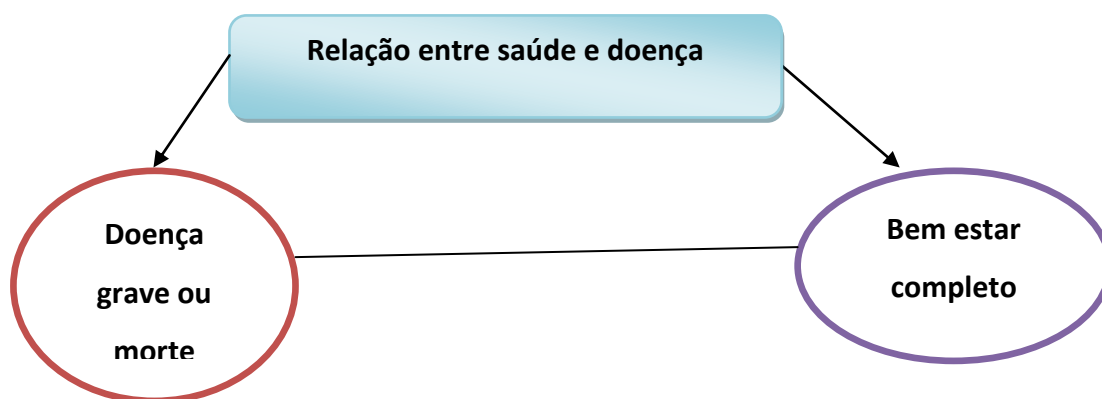 Relação entre saúde e doença
Doença
grave ou
morte
Bem estar
completo